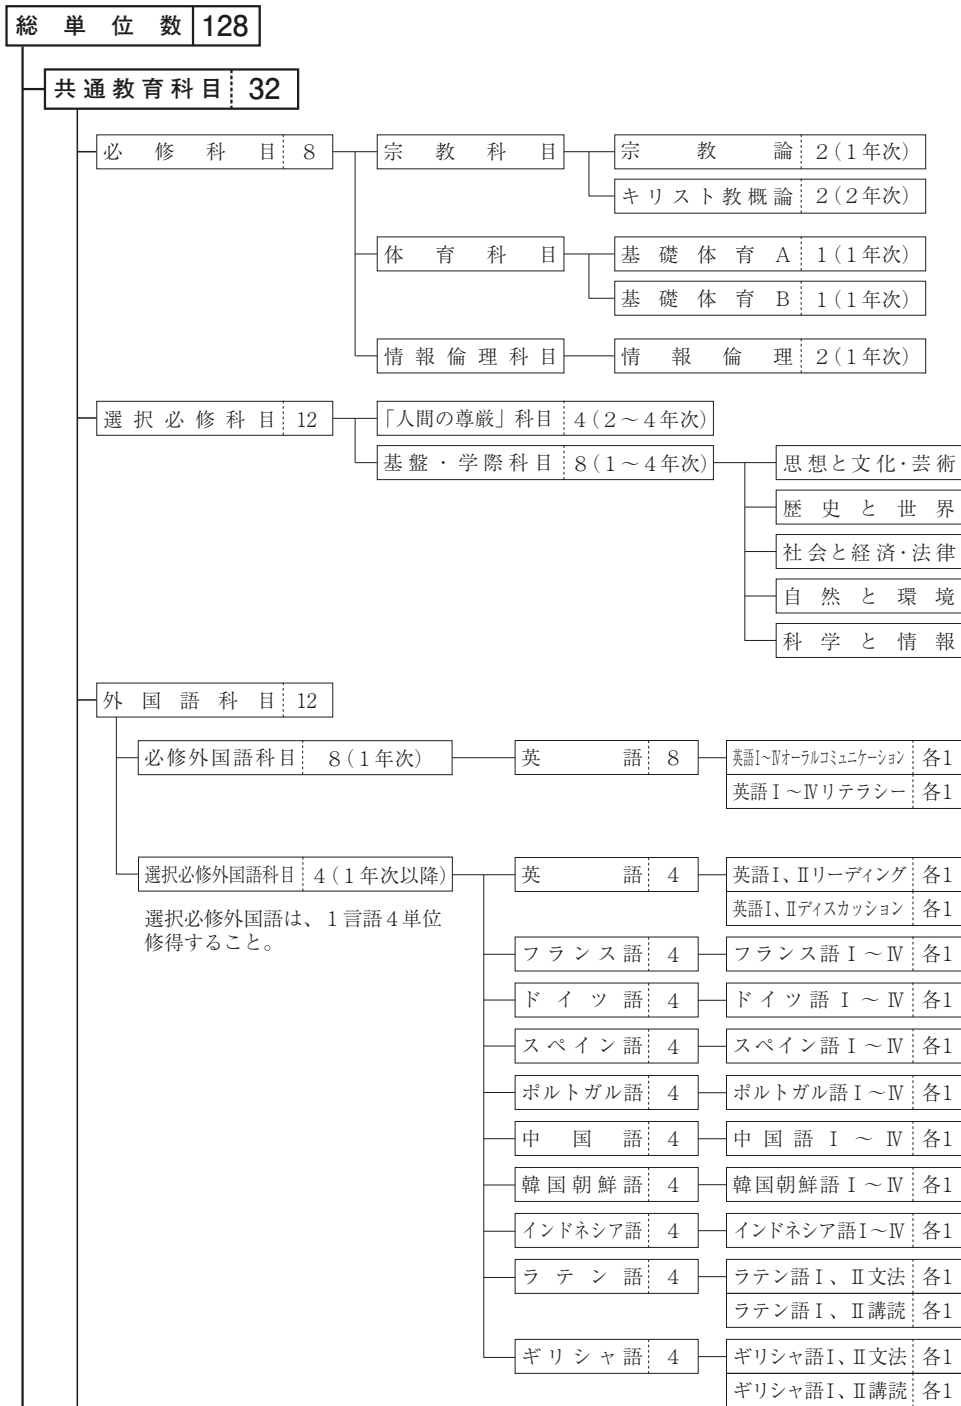 総単位数 128
共通教育科目 32
必修科目 8 宗教科目 宗教論 2(1年次)
キリスト教概論 2(2年次)
体育科目 基礎体育A 1(1年次)
基礎体育B 1(1年次)
情報倫理科目 情報倫理 2(1年次)
選択必修科目 12 「人間の尊厳」科目 4(2～4年次)
基盤・学際科目 8(1～4年次) 思想と文化・芸術
歴史と世界
社会と経済・法律
自然と環境
科学と情報
外国語科目 12
必修外国語科目 8(1年次) 英語 8 英語Ⅰ～Ⅳオーラルコミュニケーション 各1
英語Ⅰ～Ⅳリテラシー 各1
選択必修外国語科目 4(1年次以降) 英語 4 英語Ⅰ、Ⅱリーディング 各1
英語Ⅰ、Ⅱディスカッション 各1
選択必修外国語は、1言語4単位
修得すること。
フランス語 4 フランス語Ⅰ～Ⅳ 各1
ドイツ語 4 ドイツ語Ⅰ～Ⅳ 各1
スペイン語 4 スペイン語Ⅰ～Ⅳ 各1
ポルトガル語 4 ポルトガル語Ⅰ～Ⅳ 各1
中国語 4 中国語Ⅰ～Ⅳ 各1
韓国朝鮮語 4 韓国朝鮮語Ⅰ～Ⅳ 各1
インドネシア語 4 インドネシア語Ⅰ～Ⅳ 各1
ラテン語 4 ラテン語Ⅰ、Ⅱ文法 各1
ラテン語Ⅰ、Ⅱ講読 各1
ギリシャ語 4 ギリシャ語Ⅰ、Ⅱ文法 各1
ギリシャ語Ⅰ、Ⅱ講読 各1